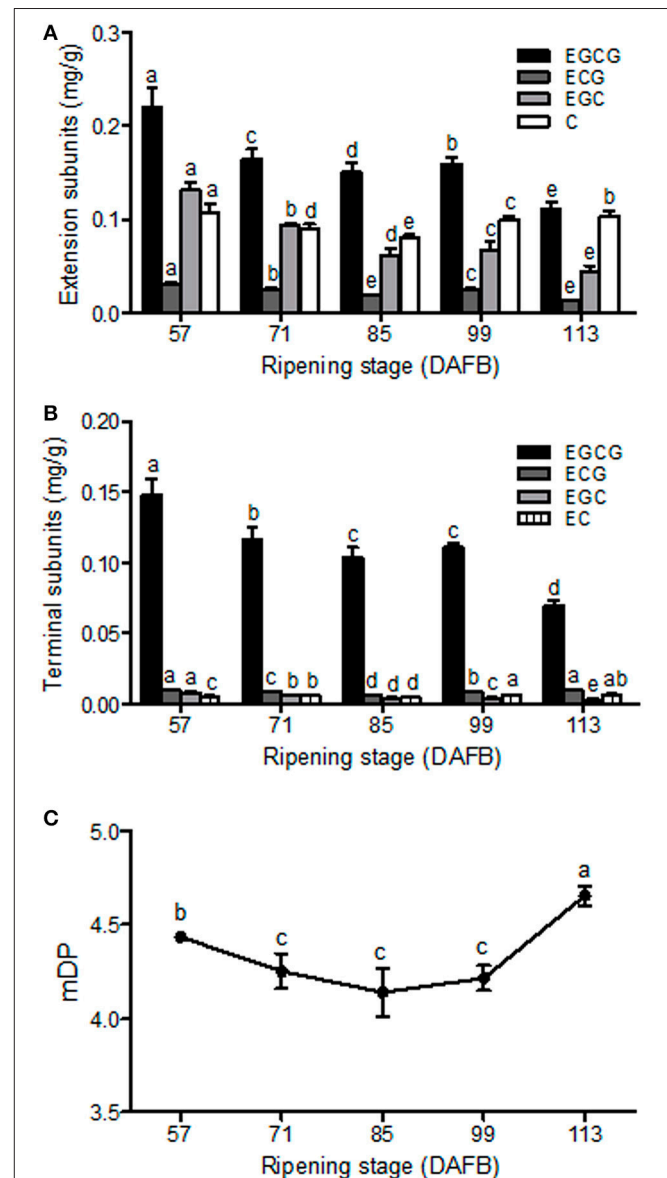 A
Extension subunits (mg/g)
0.3
0.2
0.1
0.0
EGCG
ECG
EGC
C
a a a a
c b b d
d e d e
b c c c
e e e b
57 71 85 99 113
Ripening stage (DAFB)
B
Terminal subunits (mg/g)
0.20
0.15
0.10
0.05
0.00
EGCG
ECG
EGC
EC
a a a c
b c b b
c d d d
c b c a
d a e ab
57 71 85 99 113
Ripening stage (DAFB)
C
mDP
5.0
4.5
4.0
3.5
b c c c a
57 71 85 99 113
Ripening stage (DAFB)